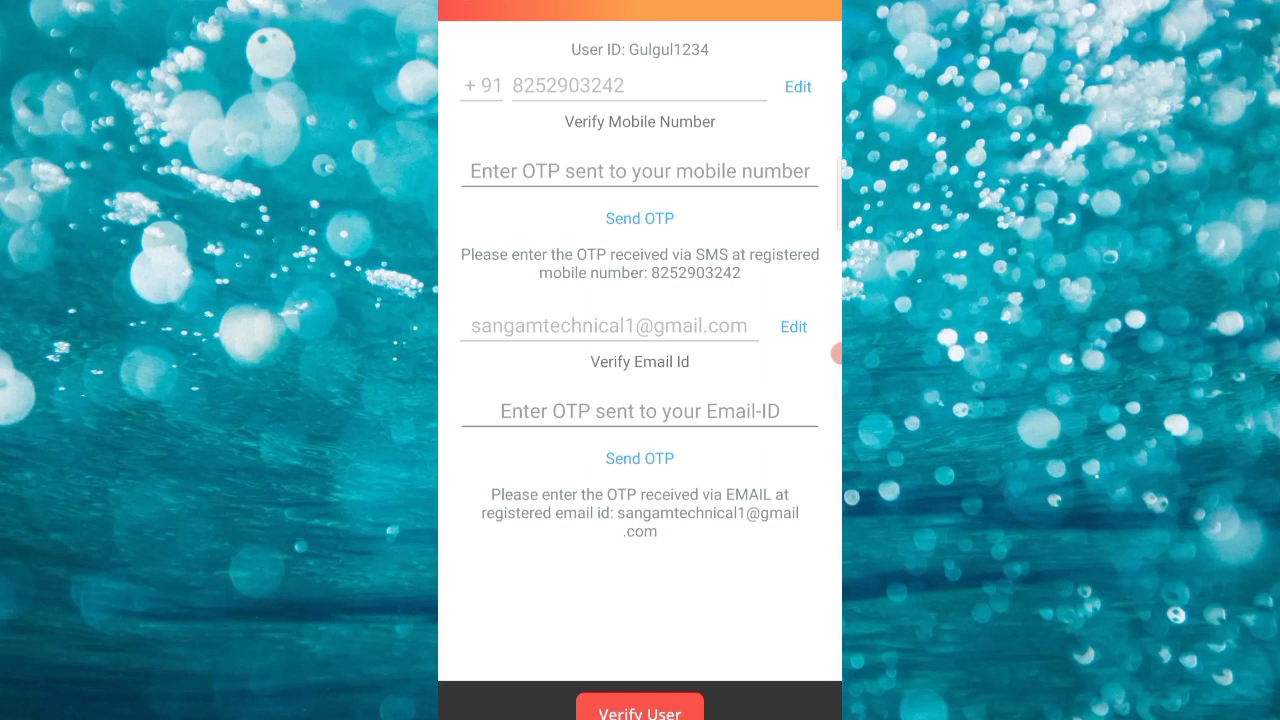 User ID: Gulgul1234
+ 91 8252903242 Edit
Verify Mobile Number
Enter OTP sent to your mobile number
Send OTP
Please enter the OTP received via SMS at registered
mobile number: 8252903242
sangamtechnical1@gmail.com Edit
Verify Email Id
Enter OTP sent to your Email-ID
Send OTP
Please enter the OTP received via EMAIL at
registered email id: sangamtechnical1@gmail
.com
Verify User